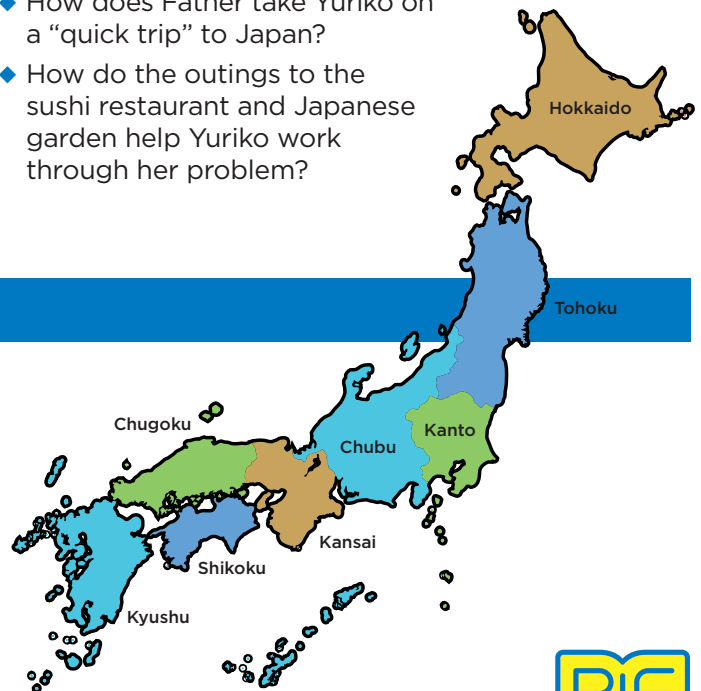 ◆ How does Father take Yuriko on
a “quick trip” to Japan?
◆ How do the outings to the
sushi restaurant and Japanese
garden help Yuriko work
through her problem?
Hokkaido
Tohoku
Chugoku
Kanto
Chubu
Kansai
Shikoku
Kyushu